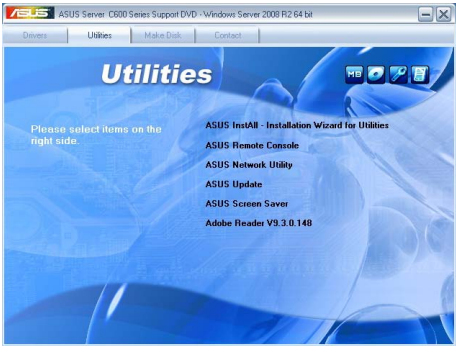 ASUS ASUS Server C600 Series Support DVD - Windows Server 2008 R2 64 bit
Drivers Utilities Make Disk Contact
Utilities
MB
Please select items on the
right side.
ASUS InstAll - Installation Wizard for Utilities
ASUS Remote Console
ASUS Network Utility
ASUS Update
ASUS Screen Saver
Adobe Reader V9.3.0.148